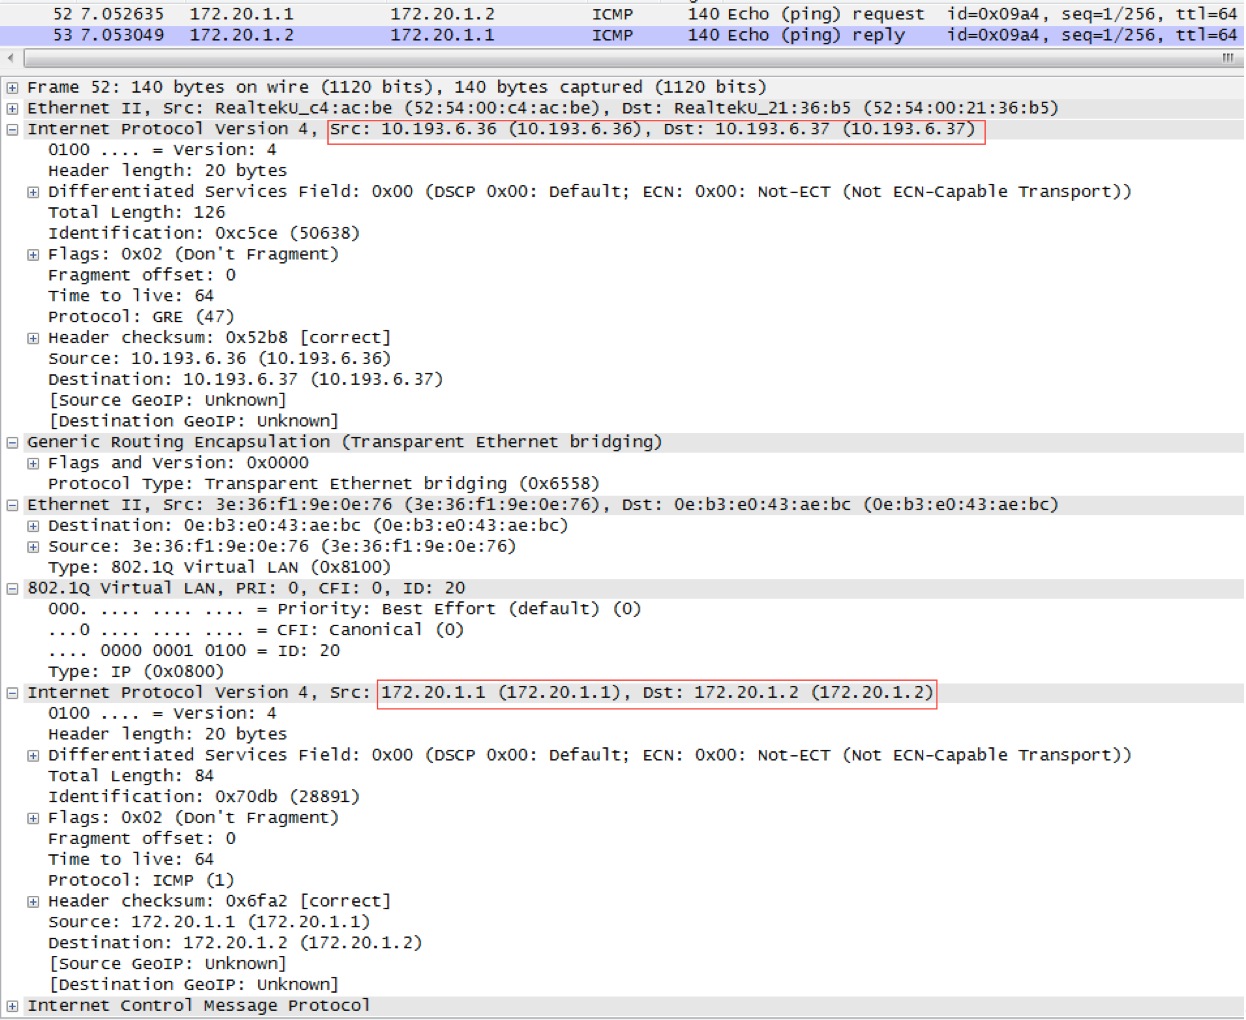 52 7.052635 172.20.1.1 172.20.1.2 ICMP 140 Echo (ping) request id=0x09a4, seq=1/256, ttl=64
53 7.053049 172.20.1.2 172.20.1.1 ICMP 140 Echo (ping) reply id=0x09a4, seq=1/256, ttl=64
Frame 52: 140 bytes on wire (1120 bits), 140 bytes captured (1120 bits)
Ethernet II, Src: RealtekU_c4:ac:be (52:54:00:c4:ac:be), Dst: RealtekU_21:36:b5 (52:54:00:21:36:b5)
Internet Protocol Version 4, Src: 10.193.6.36 (10.193.6.36), Dst: 10.193.6.37 (10.193.6.37)
0100 .... = Version: 4
Header length: 20 bytes
Differentiated Services Field: 0x00 (DSCP 0x00: Default; ECN: 0x00: Not-ECT (Not ECN-Capable Transport))
Total Length: 126
Identification: 0xc5ce (50638)
Flags: 0x02 (Don't Fragment)
Fragment offset: 0
Time to live: 64
Protocol: GRE (47)
Header checksum: 0x52b8 [correct]
Source: 10.193.6.36 (10.193.6.36)
Destination: 10.193.6.37 (10.193.6.37)
[Source GeoIP: Unknown]
[Destination GeoIP: Unknown]
Generic Routing Encapsulation (Transparent Ethernet bridging)
Flags and Version: 0x0000
Protocol Type: Transparent Ethernet bridging (0x6558)
Ethernet II, Src: 3e:36:f1:9e:0e:76 (3e:36:f1:9e:0e:76), Dst: 0e:b3:e0:43:ae:bc (0e:b3:e0:43:ae:bc)
Destination: 0e:b3:e0:43:ae:bc (0e:b3:e0:43:ae:bc)
Source: 3e:36:f1:9e:0e:76 (3e:36:f1:9e:0e:76)
Type: 802.1Q Virtual LAN (0x8100)
802.1Q Virtual LAN, PRI: 0, CFI: 0, ID: 20
000. .... .... .... = Priority: Best Effort (default) (0)
...0 .... .... .... = CFI: Canonical (0)
.... 0000 0001 0100 = ID: 20
Type: IP (0x0800)
Internet Protocol Version 4, Src: 172.20.1.1 (172.20.1.1), Dst: 172.20.1.2 (172.20.1.2)
0100 .... = Version: 4
Header length: 20 bytes
Differentiated Services Field: 0x00 (DSCP 0x00: Default; ECN: 0x00: Not-ECT (Not ECN-Capable Transport))
Total Length: 84
Identification: 0x70db (28891)
Flags: 0x02 (Don't Fragment)
Fragment offset: 0
Time to live: 64
Protocol: ICMP (1)
Header checksum: 0x6fa2 [correct]
Source: 172.20.1.1 (172.20.1.1)
Destination: 172.20.1.2 (172.20.1.2)
[Source GeoIP: Unknown]
[Destination GeoIP: Unknown]
Internet Control Message Protocol